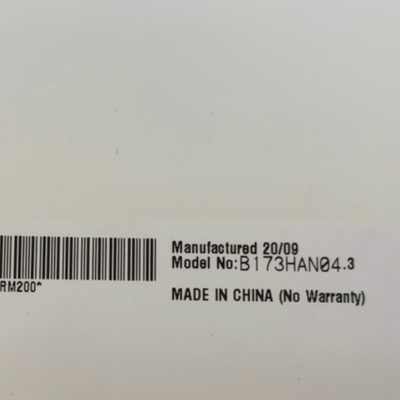 Manufactured 20/09
Model No:B173HAN04.3
RM200*
MADE IN CHINA (No Warranty)